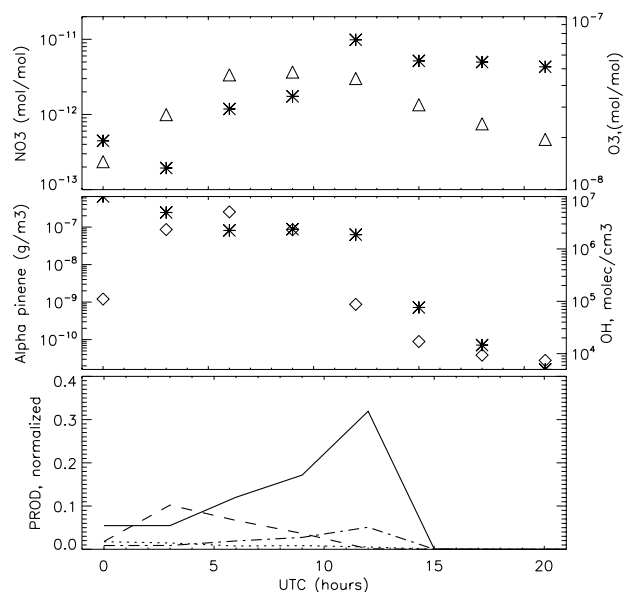 10⁻⁷
10⁻¹¹
10⁻¹²
10⁻¹³
10⁻⁸
NO3 (mol/mol)
O3,(mol/mol)
10⁷
10⁻⁷
10⁶
10⁻⁸
10⁻⁹
10⁵
10⁻¹⁰
10⁴
Alpha pinene (g/m3)
OH, molec/cm3
0.4
0.3
0.2
0.1
0.0
PROD, normalized
0 5 10 15 20
UTC (hours)